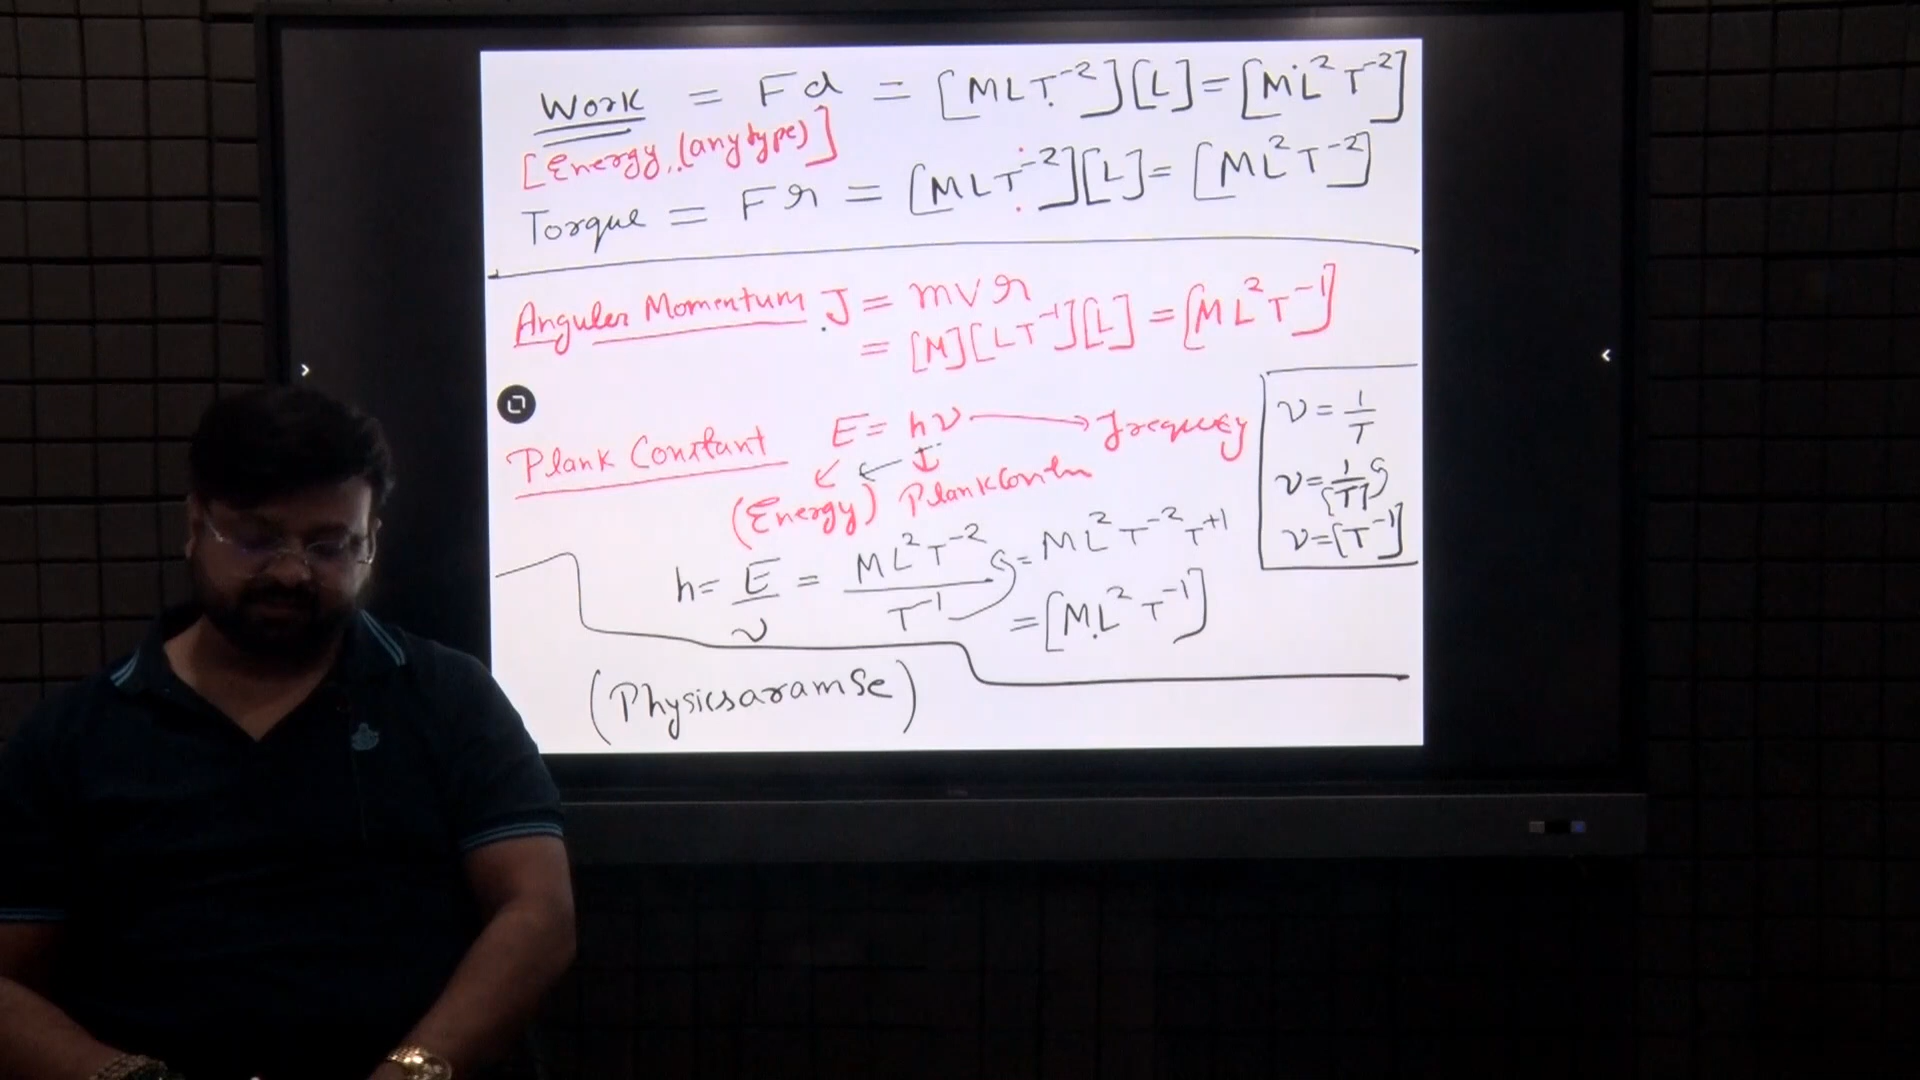 Work = Fd = [MLT⁻²][L] = [ML²T⁻²]
[Energy, (any type)]
Torque = Fr = [MLT⁻²][L] = [ML²T⁻²]
Anguler Momentum J = mvr
= [M][LT⁻¹][L] = [ML²T⁻¹]
Plank Constant E = hν → frequency
(Energy) Plank
h = E/ν = ML²T⁻²/T⁻¹ = ML²T⁻²T⁺¹
= [ML²T⁻¹]
ν = 1/T
ν = 1/[T]
ν = [T⁻¹]
(Physicsaramse)